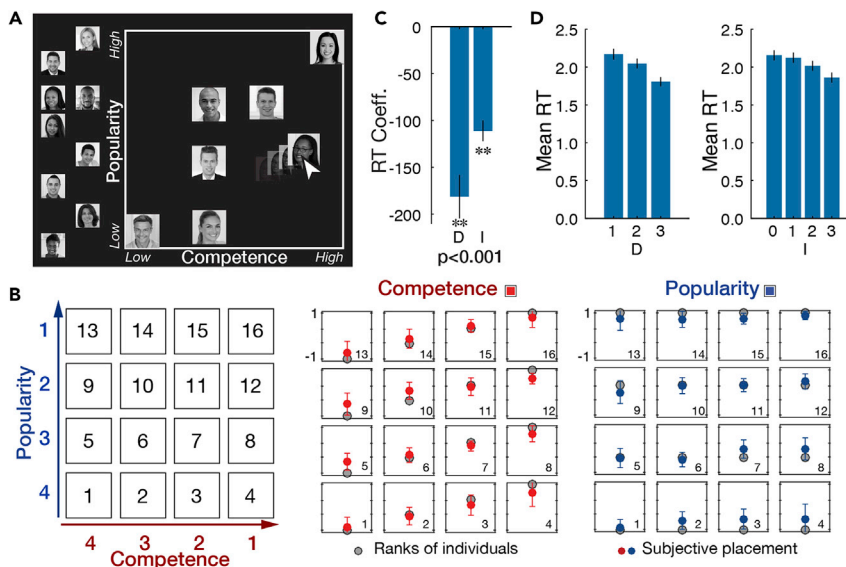 A
High
Popularity
Low
Low
Competence
High
C
0
-50
-100
-150
-200
RT Coeff.
**
**
D I
p<0.001
D
2.5
2.0
1.5
1.0
0.5
0.0
Mean RT
1 2 3
D
2.5
2.0
1.5
1.0
0.5
0.0
Mean RT
0 1 2 3
I
B
Popularity
1
2
3
4
13 14 15 16
9 10 11 12
5 6 7 8
1 2 3 4
4 3 2 1
Competence
Competence
1
-1
13 14 15 16
9 10 11 12
5 6 7 8
1 2 3 4
Ranks of individuals
Popularity
1
-1
13 14 15 16
9 10 11 12
5 6 7 8
1 2 3 4
Subjective placement